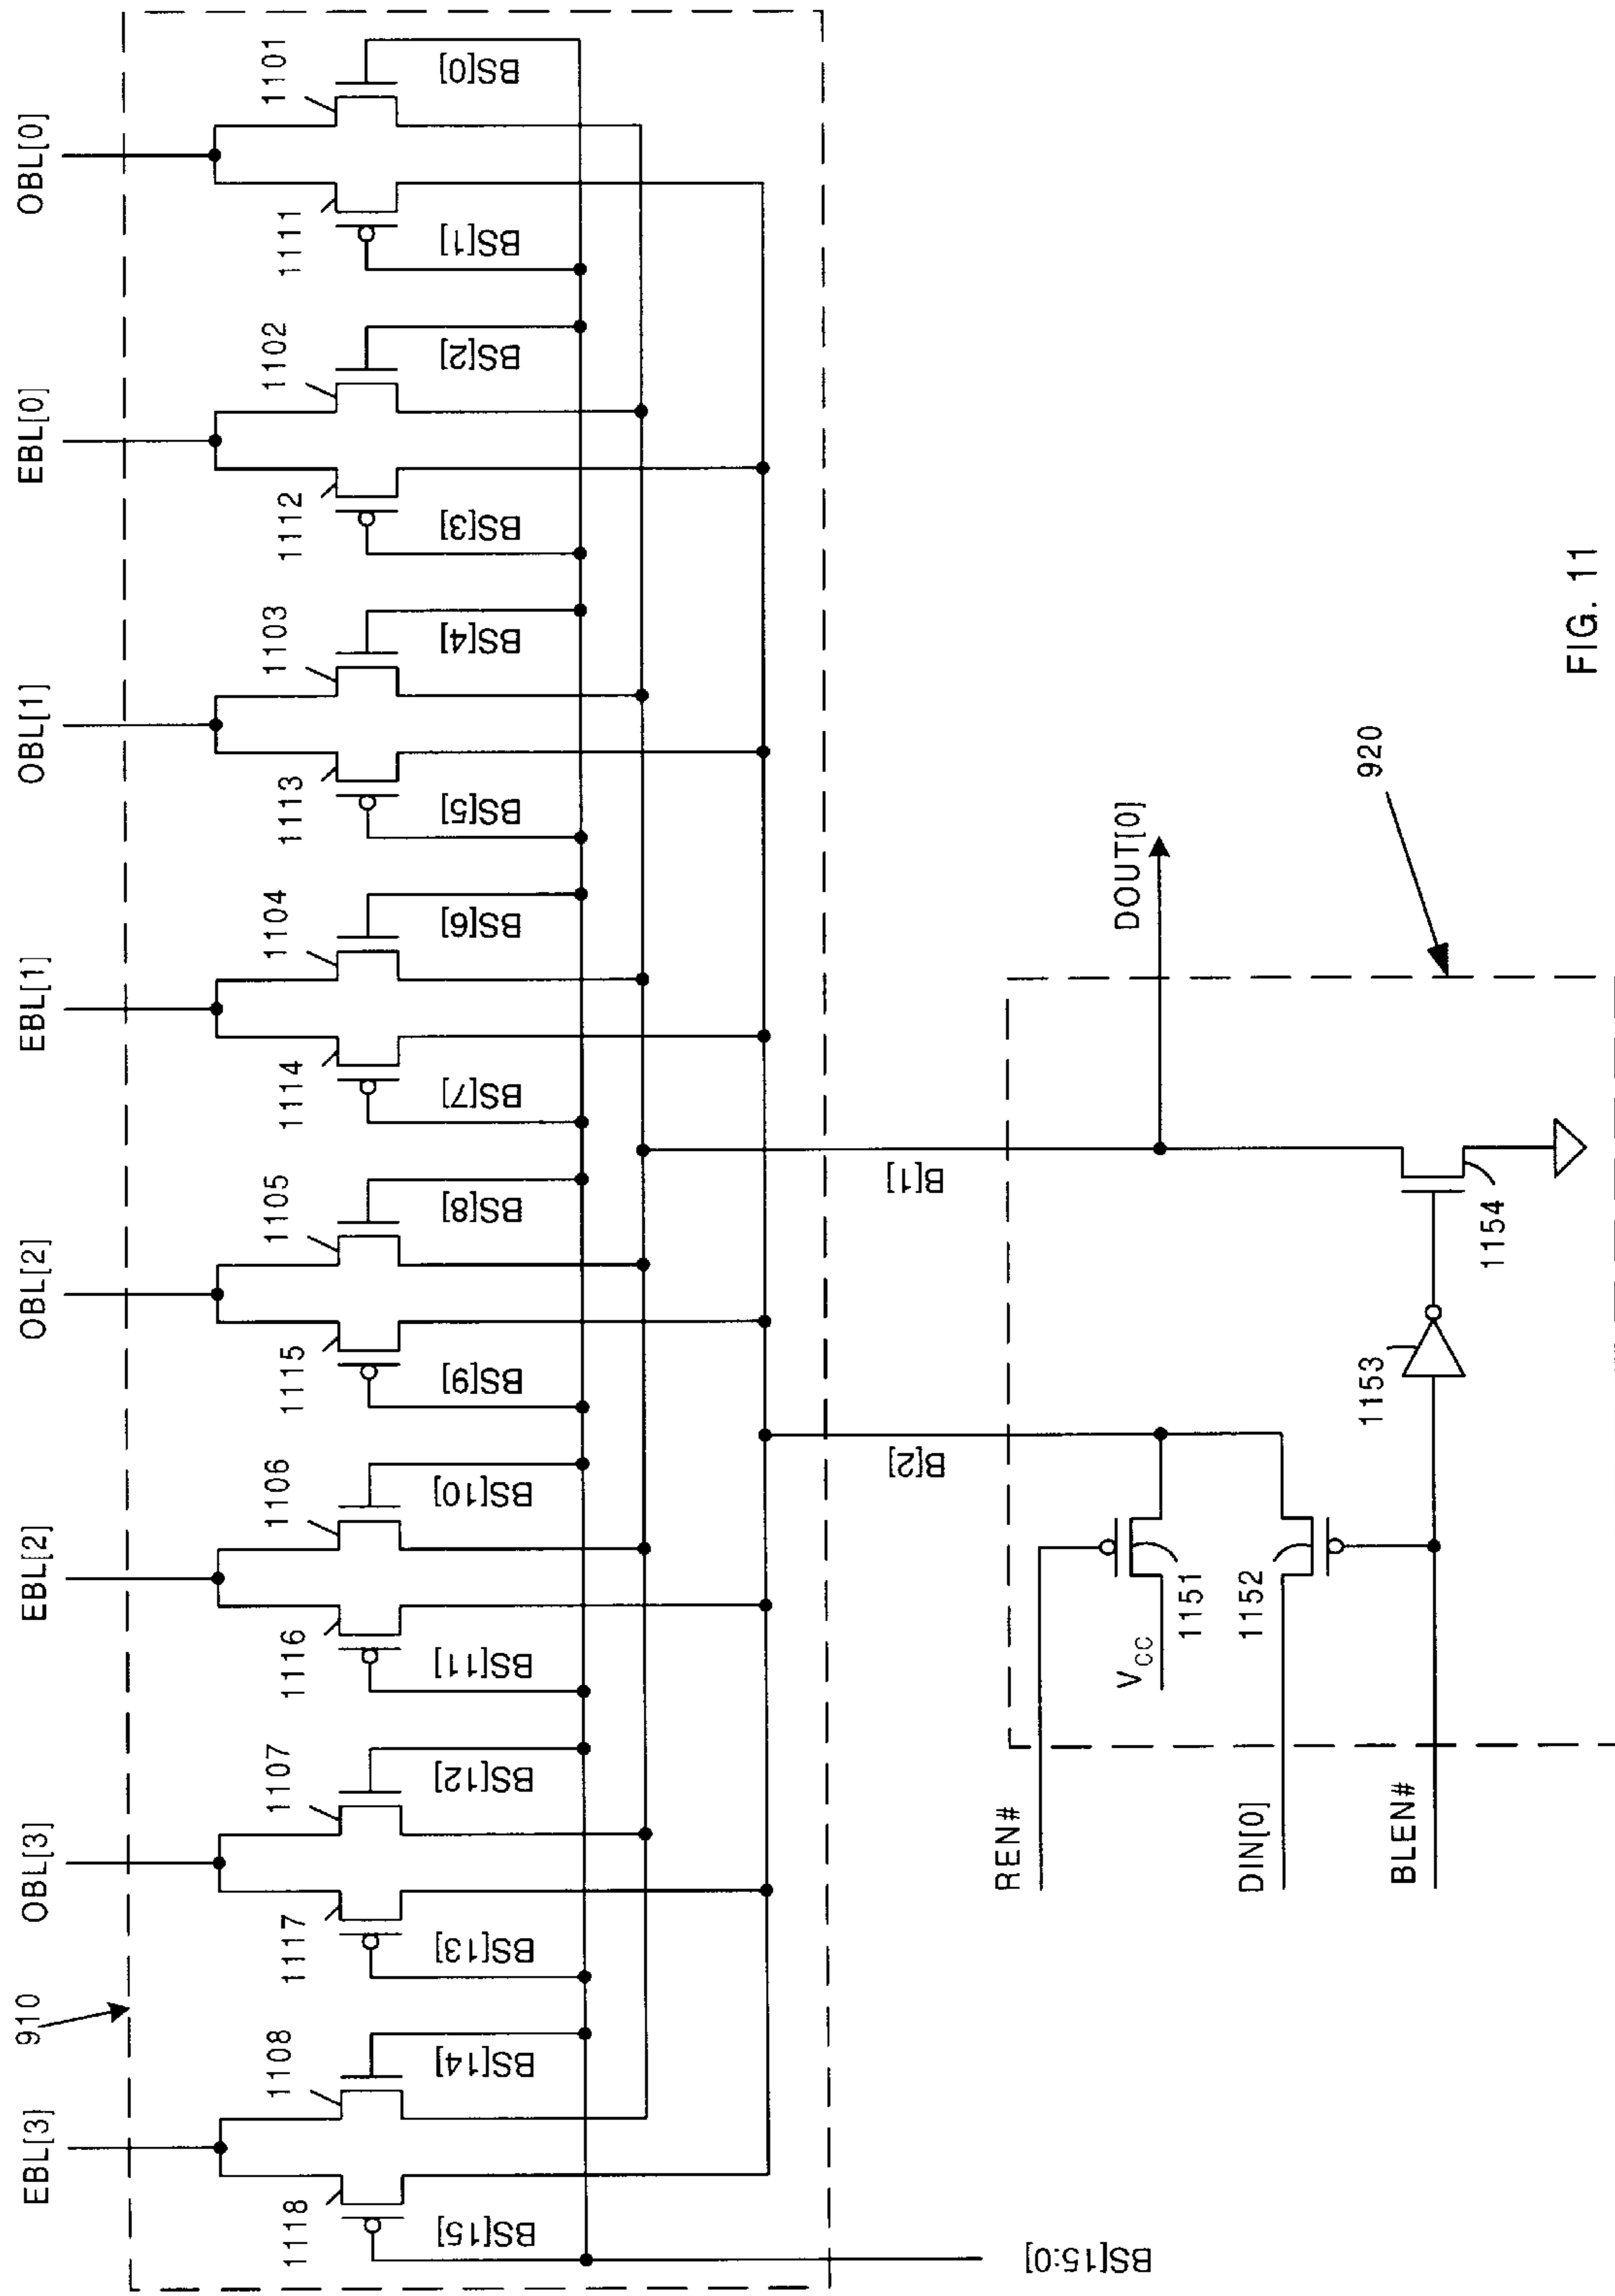 EBL[3]
OBL[3]
EBL[2]
OBL[2]
EBL[1]
OBL[1]
EBL[0]
OBL[0]
910
1118
1108
1117
1107
1116
1106
1115
1105
1114
1104
1113
1103
1112
1102
1111
1101
BS[15]
BS[14]
BS[13]
BS[12]
BS[11]
BS[10]
BS[9]
BS[8]
BS[7]
BS[6]
BS[5]
BS[4]
BS[3]
BS[2]
BS[1]
BS[0]
BS[15:0]
B[2]
B[1]
REN#
DIN[0]
BLEN#
VCC
1151
1152
1153
1154
DOUT[0]
920
FIG. 11